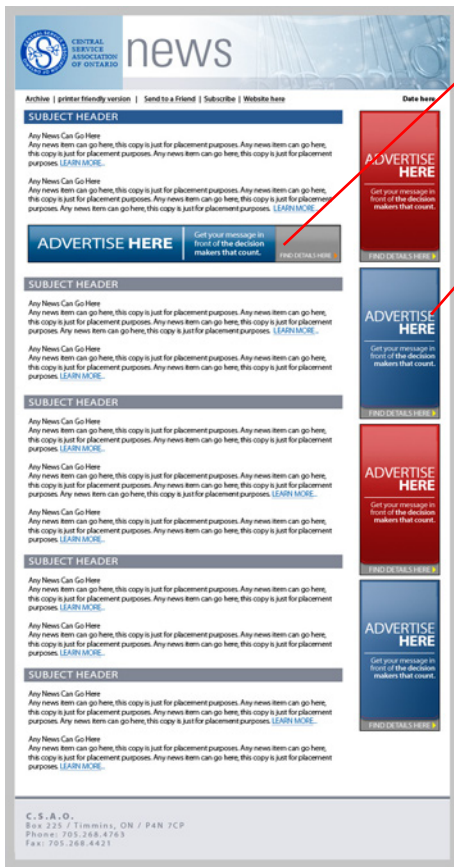 CENTRAL
SERVICE
ASSOCIATION
OF ONTARIO
news
Archive | printer friendly version | Send to a Friend | Subscribe | Website here
Date here
SUBJECT HEADER
Any News Can Go Here
Any news item can go here, this copy is just for placement purposes. Any news item can go here,
this copy is just for placement purposes. Any news item can go here, this copy is just for placement
purposes. LEARN MORE..
Any News Can Go Here
Any news item can go here, this copy is just for placement purposes. Any news item can go here,
this copy is just for placement purposes. Any news item can go here, this copy is just for placement
purposes. Any news item can go here, this copy is just for placement purposes. LEARN MORE..
ADVERTISE HERE
Get your message in
front of the decision
makers that count.
FIND DETAILS HERE
SUBJECT HEADER
Any News Can Go Here
Any news item can go here, this copy is just for placement purposes. Any news item can go here,
this copy is just for placement purposes. Any news item can go here, this copy is just for placement
purposes. Any news item can go here, this copy is just for placement purposes. LEARN MORE..
Any News Can Go Here
Any news item can go here, this copy is just for placement purposes. Any news item can go here,
this copy is just for placement purposes. Any news item can go here, this copy is just for placement
purposes. LEARN MORE..
SUBJECT HEADER
Any News Can Go Here
Any news item can go here, this copy is just for placement purposes. Any news item can go here,
this copy is just for placement purposes. Any news item can go here, this copy is just for placement
purposes. LEARN MORE..
Any News Can Go Here
Any news item can go here, this copy is just for placement purposes. Any news item can go here,
this copy is just for placement purposes. Any news item can go here, this copy is just for placement
purposes. Any news item can go here, this copy is just for placement purposes. LEARN MORE..
Any News Can Go Here
Any news item can go here, this copy is just for placement purposes. Any news item can go here,
this copy is just for placement purposes. Any news item can go here, this copy is just for placement
purposes. LEARN MORE..
SUBJECT HEADER
Any News Can Go Here
Any news item can go here, this copy is just for placement purposes. Any news item can go here,
this copy is just for placement purposes. Any news item can go here, this copy is just for placement
purposes. Any news item can go here, this copy is just for placement purposes. LEARN MORE..
Any News Can Go Here
Any news item can go here, this copy is just for placement purposes. Any news item can go here,
this copy is just for placement purposes. Any news item can go here, this copy is just for placement
purposes. LEARN MORE..
SUBJECT HEADER
Any News Can Go Here
Any news item can go here, this copy is just for placement purposes. Any news item can go here,
this copy is just for placement purposes. Any news item can go here, this copy is just for placement
purposes. Any news item can go here, this copy is just for placement purposes. LEARN MORE..
Any News Can Go Here
Any news item can go here, this copy is just for placement purposes. Any news item can go here,
this copy is just for placement purposes. Any news item can go here, this copy is just for placement
purposes. LEARN MORE..
ADVERTISE
HERE
Get your message in
front of the decision
makers that count.
FIND DETAILS HERE
ADVERTISE
HERE
Get your message in
front of the decision
makers that count.
FIND DETAILS HERE
ADVERTISE
HERE
Get your message in
front of the decision
makers that count.
FIND DETAILS HERE
ADVERTISE
HERE
Get your message in
front of the decision
makers that count.
FIND DETAILS HERE
C.S.A.O.
Box 225 / Timmins, ON / P4N 7CP
Phone: 705.268.4763
Fax: 705.268.4421